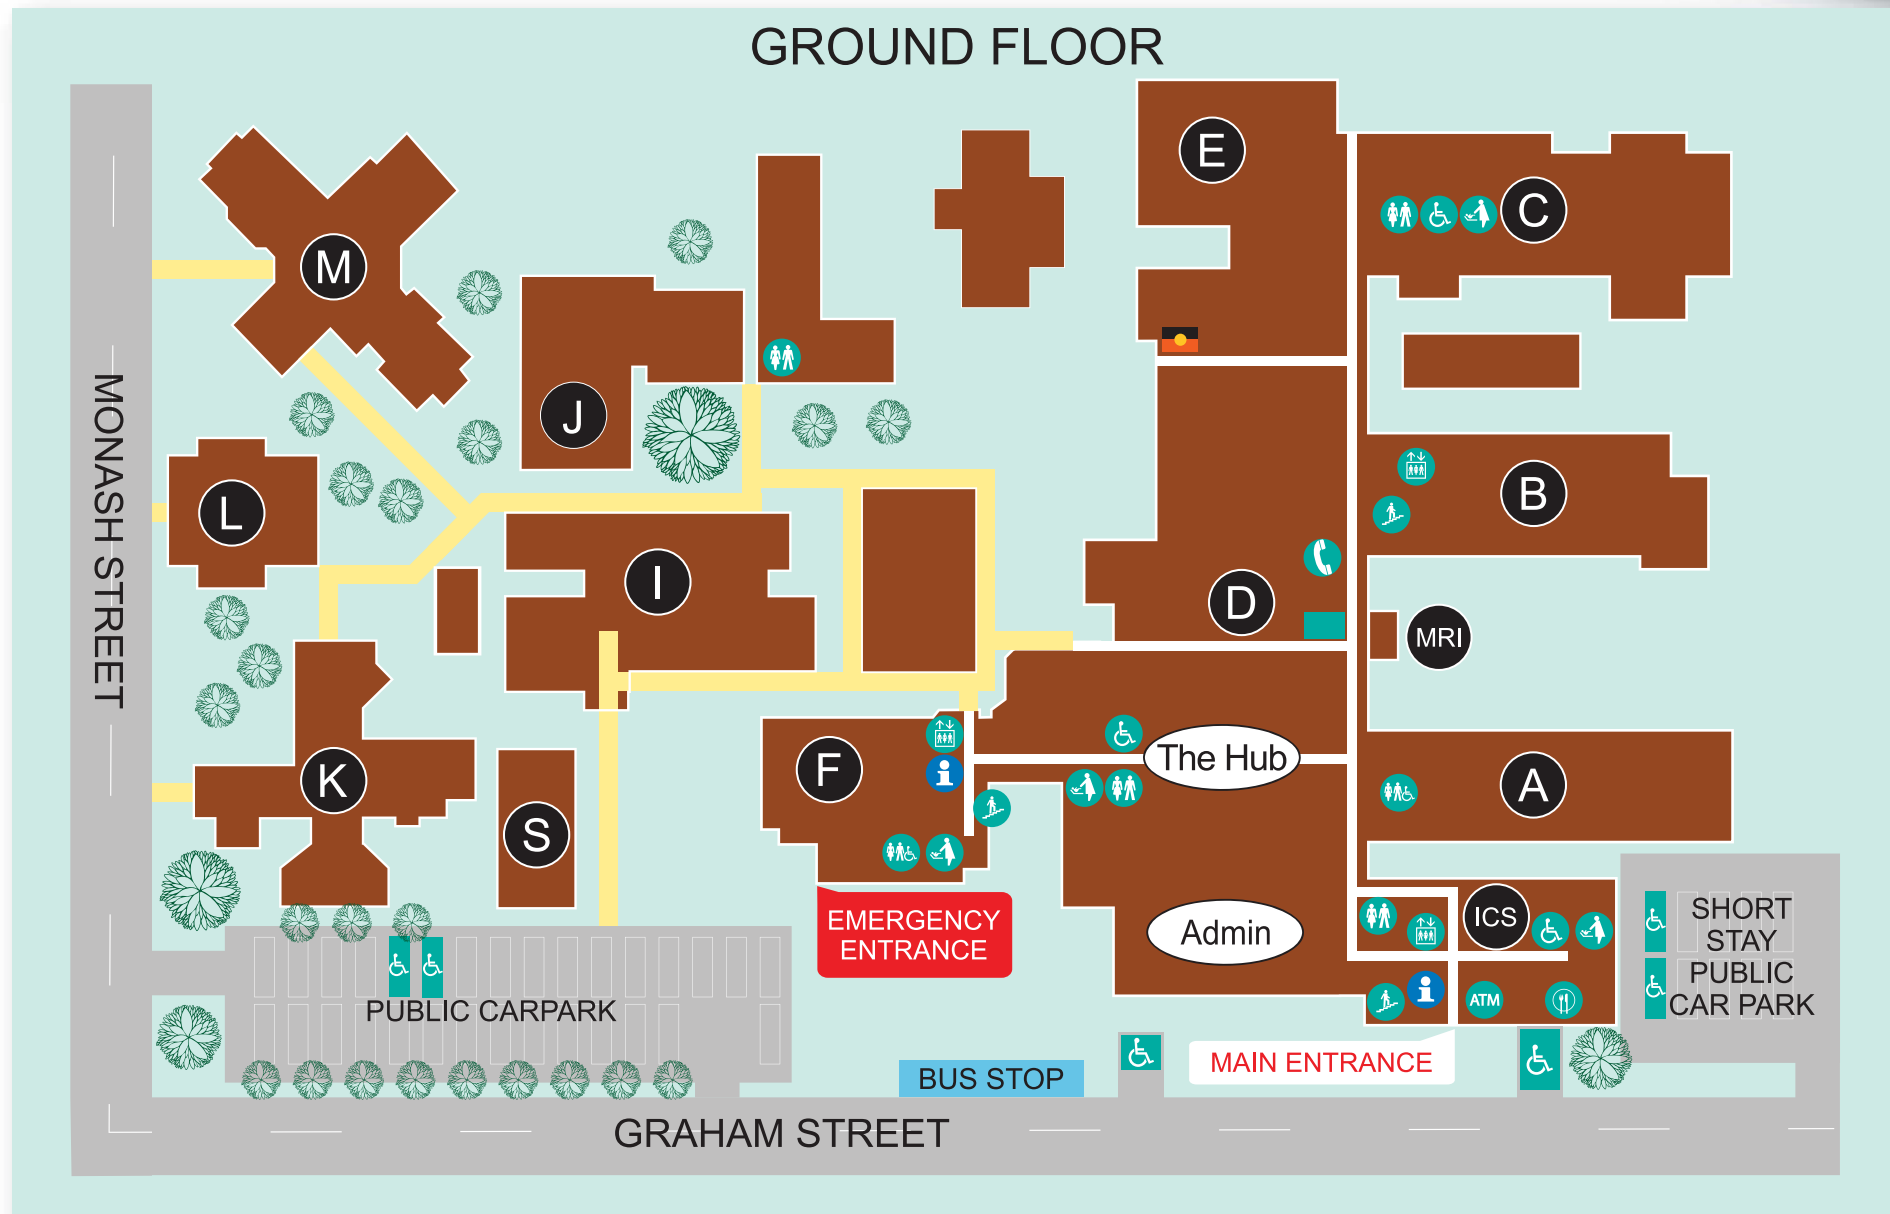 GROUND FLOOR
E
C
M
J
L
B
I
D
MRI
MONASH STREET
The Hub
F
K
A
S
EMERGENCY
ENTRANCE
Admin
ICS
SHORT
STAY
PUBLIC
CAR PARK
ATM
PUBLIC CARPARK
MAIN ENTRANCE
BUS STOP
GRAHAM STREET